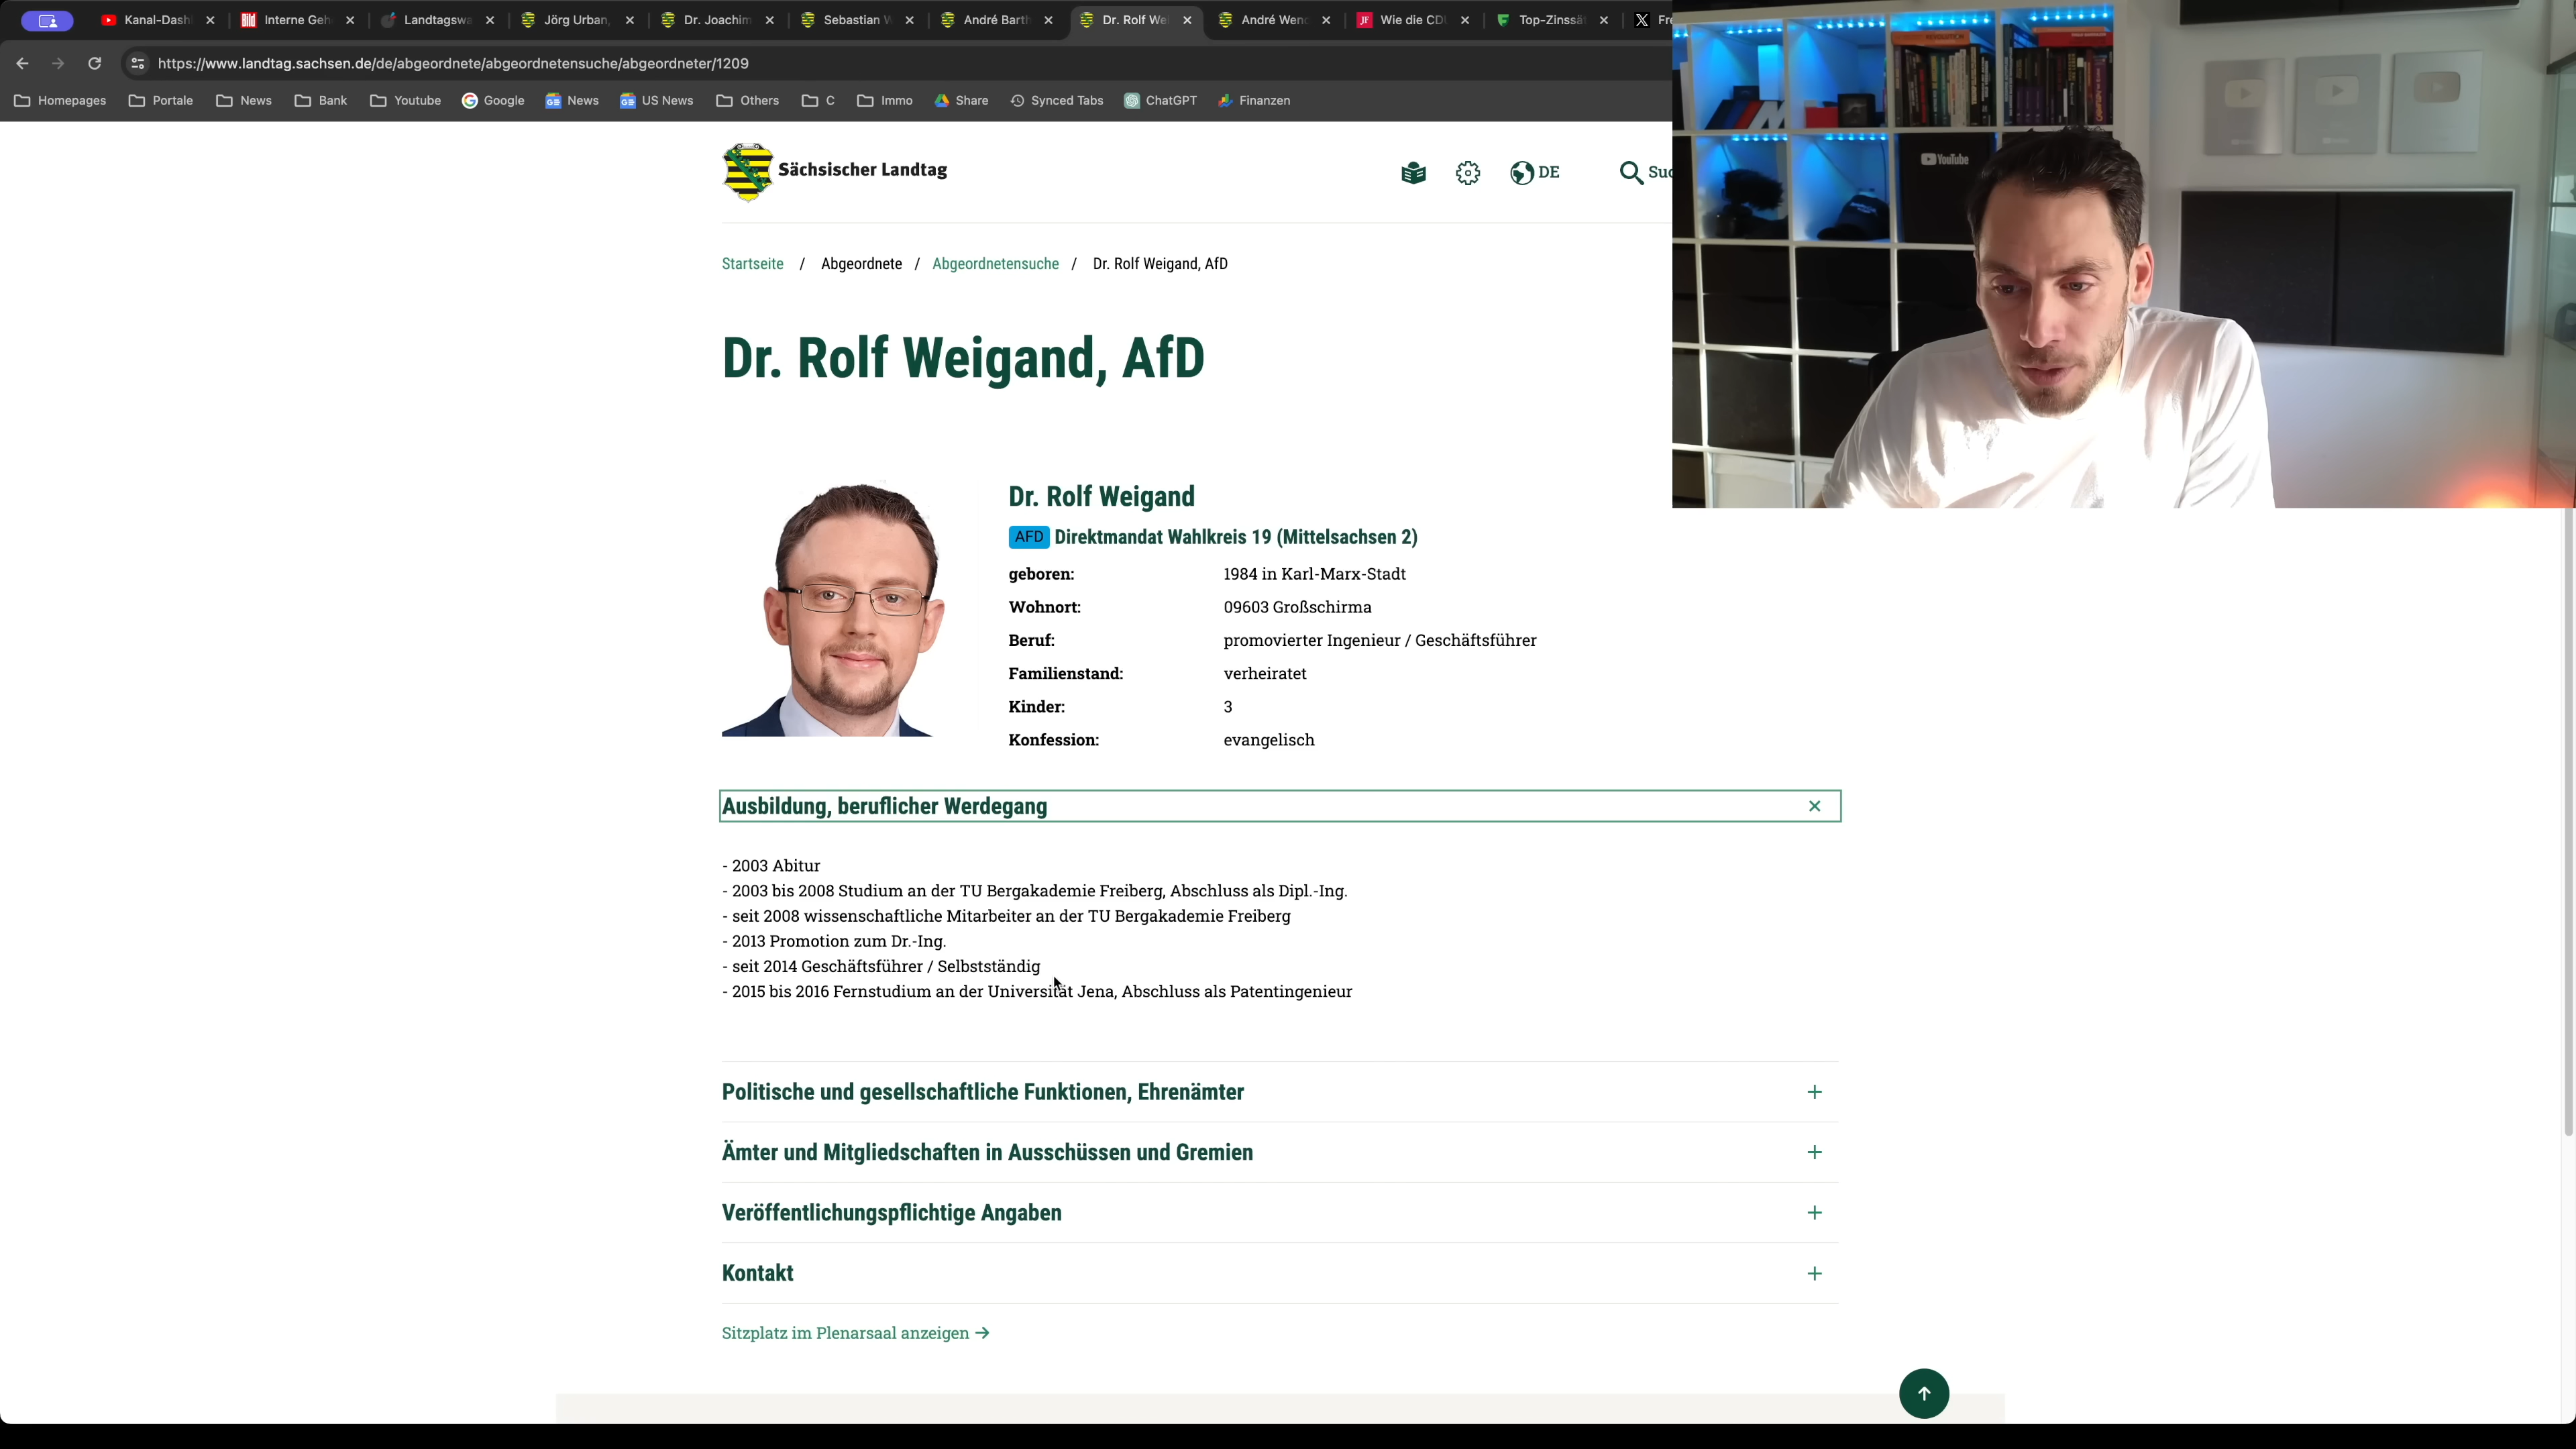 Kanal-Dash
Interne Geh
Landtagswa
Jörg Urban,
Dr. Joachim
Sebastian W
André Barth
Dr. Rolf Wei
André Wend
Wie die CDU
Top-Zinssä
Fre
https://www.landtag.sachsen.de/de/abgeordnete/abgeordnetensuche/abgeordneter/1209
Homepages Portale News Bank Youtube Google News US News Others C Immo Share Synced Tabs ChatGPT Finanzen
YouTube
Sächsischer Landtag
DE
Suc
Startseite / Abgeordnete / Abgeordnetensuche / Dr. Rolf Weigand, AfD
Dr. Rolf Weigand, AfD
Dr. Rolf Weigand
AFD Direktmandat Wahlkreis 19 (Mittelsachsen 2)
geboren: 1984 in Karl-Marx-Stadt
Wohnort: 09603 Großschirma
Beruf: promovierter Ingenieur / Geschäftsführer
Familienstand: verheiratet
Kinder: 3
Konfession: evangelisch
Ausbildung, beruflicher Werdegang
- 2003 Abitur
- 2003 bis 2008 Studium an der TU Bergakademie Freiberg, Abschluss als Dipl.-Ing.
- seit 2008 wissenschaftliche Mitarbeiter an der TU Bergakademie Freiberg
- 2013 Promotion zum Dr.-Ing.
- seit 2014 Geschäftsführer / Selbstständig
- 2015 bis 2016 Fernstudium an der Universität Jena, Abschluss als Patentingenieur
Politische und gesellschaftliche Funktionen, Ehrenämter
Ämter und Mitgliedschaften in Ausschüssen und Gremien
Veröffentlichungspflichtige Angaben
Kontakt
Sitzplatz im Plenarsaal anzeigen